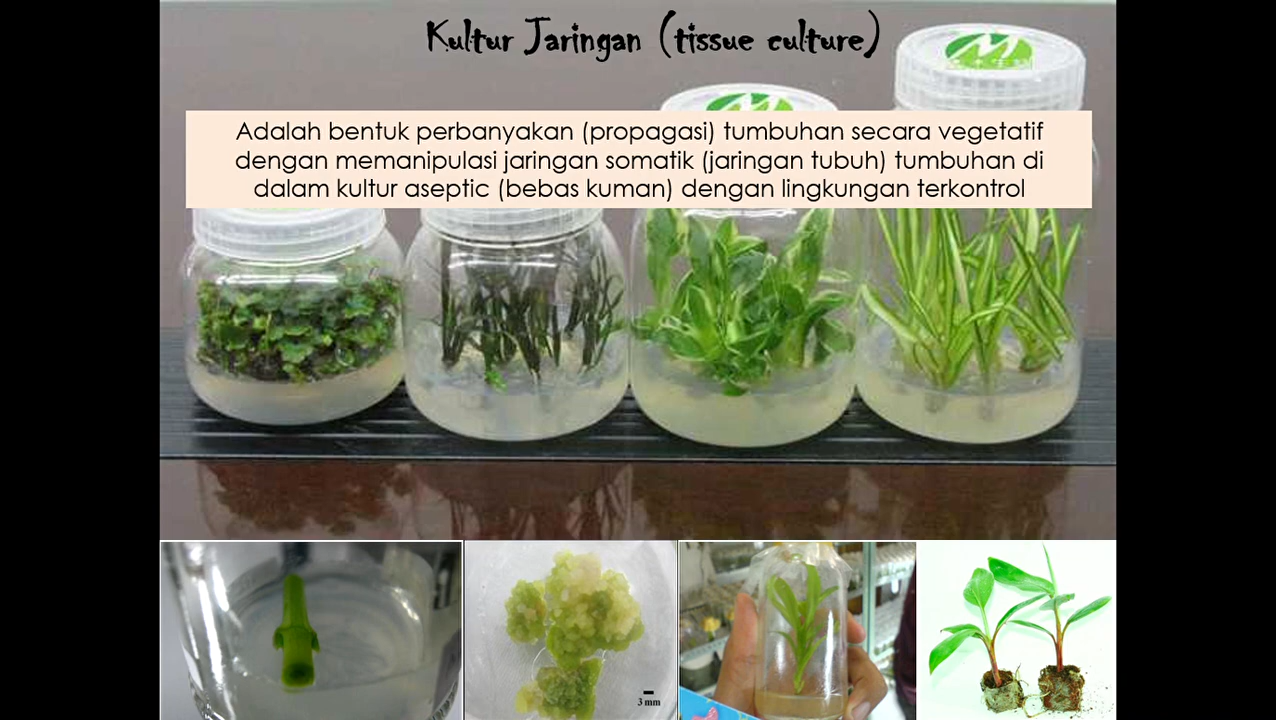 Kultur Jaringan (tissue culture)
Adalah bentuk perbanyakan (propagasi) tumbuhan secara vegetatif
dengan memanipulasi jaringan somatik (jaringan tubuh) tumbuhan di
dalam kultur aseptic (bebas kuman) dengan lingkungan terkontrol
3 mm